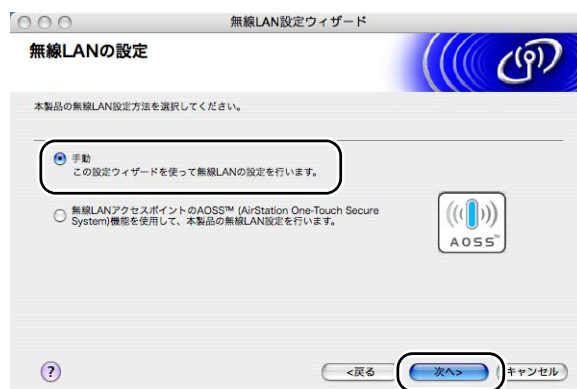 無線LAN設定ウィザード
無線LANの設定
本製品の無線LAN設定方法を選択してください。
手動
この設定ウィザードを使って無線LANの設定を行います。
無線LANアクセスポイントのAOSS™ (AirStation One-Touch Secure
System)機能を使用して、本製品の無線LAN設定を行います。
AOSS™
?
<戻る 次へ> キャンセル